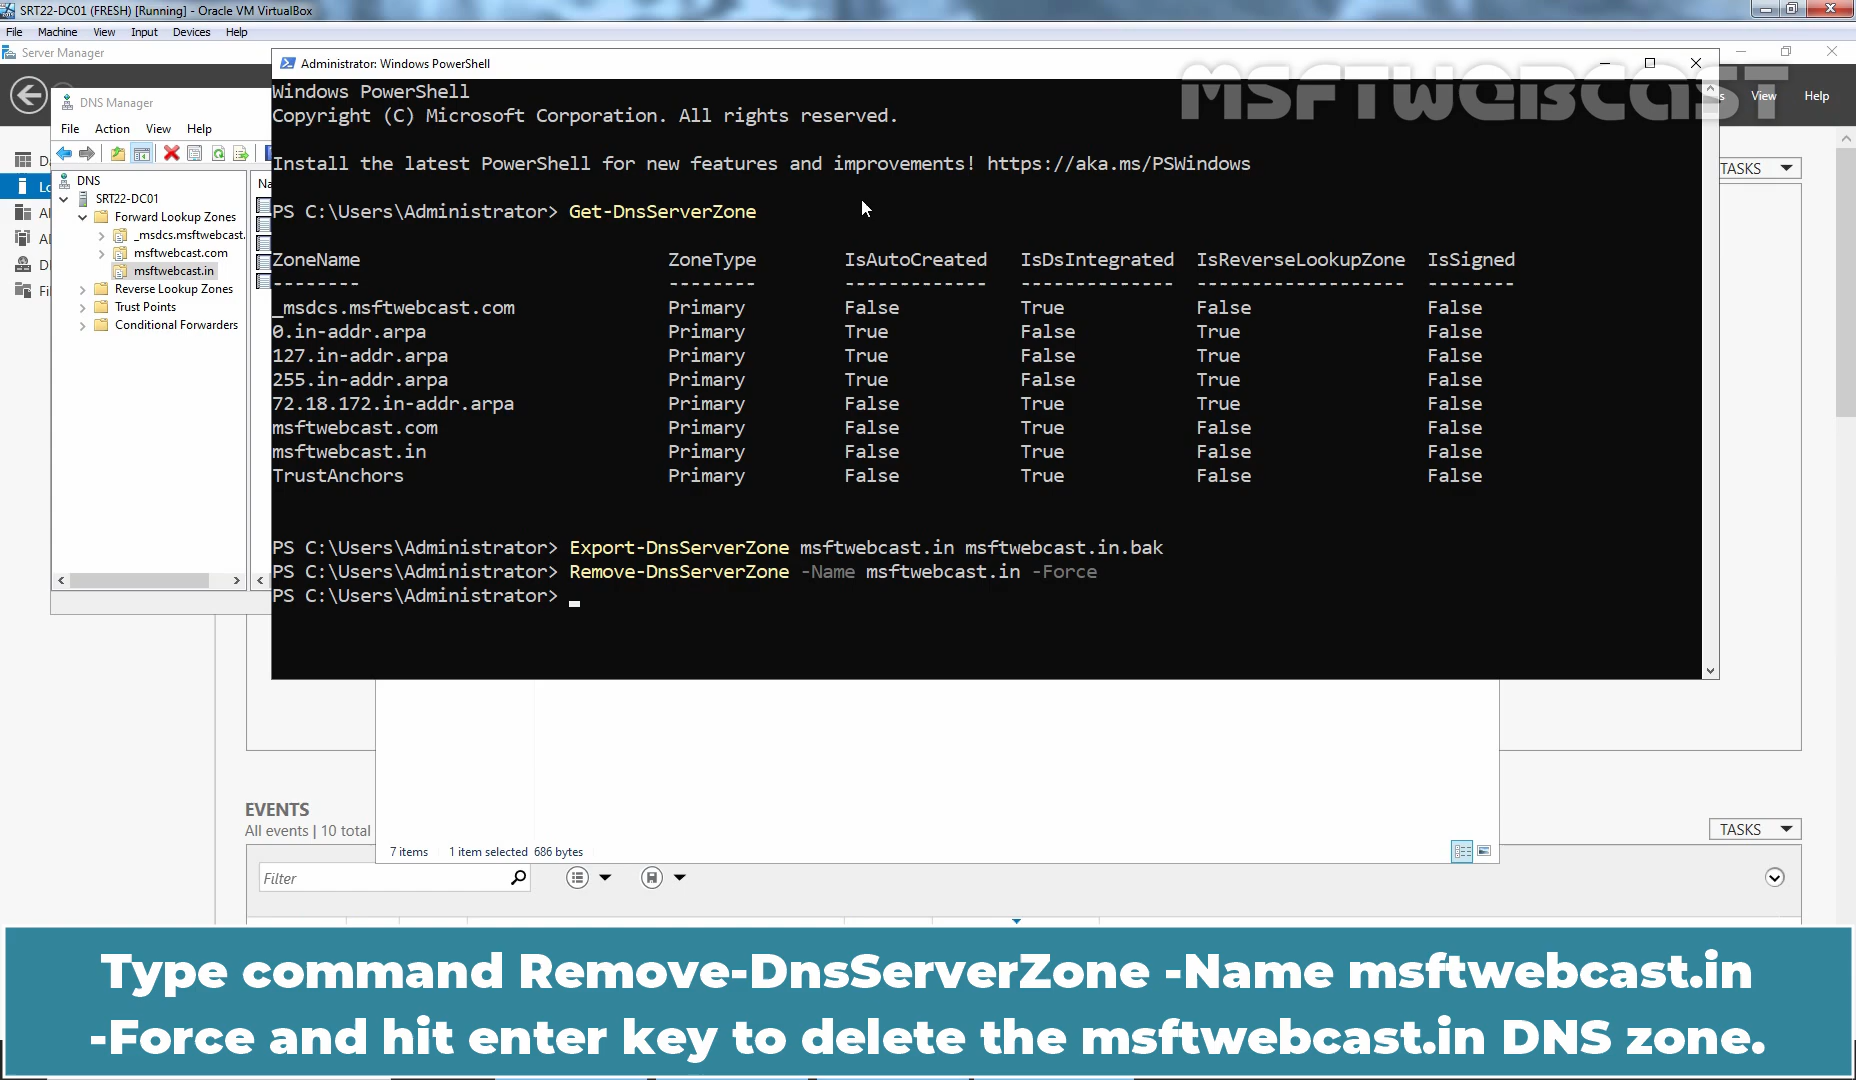 SRT22-DC01 (FRESH) [Running] - Oracle VM VirtualBox
File Machine View Input Devices Help
Server Manager
Administrator: Windows PowerShell
MSFTWEBCAST
View Help
DNS Manager
File Action View Help
DNS
SRT22-DC01
Forward Lookup Zones
_msdcs.msftwebcast.
msftwebcast.com
msftwebcast.in
Reverse Lookup Zones
Trust Points
Conditional Forwarders
Windows PowerShell
Copyright (C) Microsoft Corporation. All rights reserved.
Install the latest PowerShell for new features and improvements! https://aka.ms/PSWindows
PS C:\Users\Administrator> Get-DnsServerZone
ZoneName ZoneType IsAutoCreated IsDsIntegrated IsReverseLookupZone IsSigned
-------- -------- ------------- -------------- ------------------- --------
_msdcs.msftwebcast.com Primary False True False False
0.in-addr.arpa Primary True False True False
127.in-addr.arpa Primary True False True False
255.in-addr.arpa Primary True False True False
72.18.172.in-addr.arpa Primary False True True False
msftwebcast.com Primary False True False False
msftwebcast.in Primary False True False False
TrustAnchors Primary False True False False
PS C:\Users\Administrator> Export-DnsServerZone msftwebcast.in msftwebcast.in.bak
PS C:\Users\Administrator> Remove-DnsServerZone -Name msftwebcast.in -Force
PS C:\Users\Administrator>
TASKS
7 items 1 item selected 686 bytes
EVENTS
All events | 10 total
TASKS
Filter
Type command Remove-DnsServerZone -Name msftwebcast.in
-Force and hit enter key to delete the msftwebcast.in DNS zone.